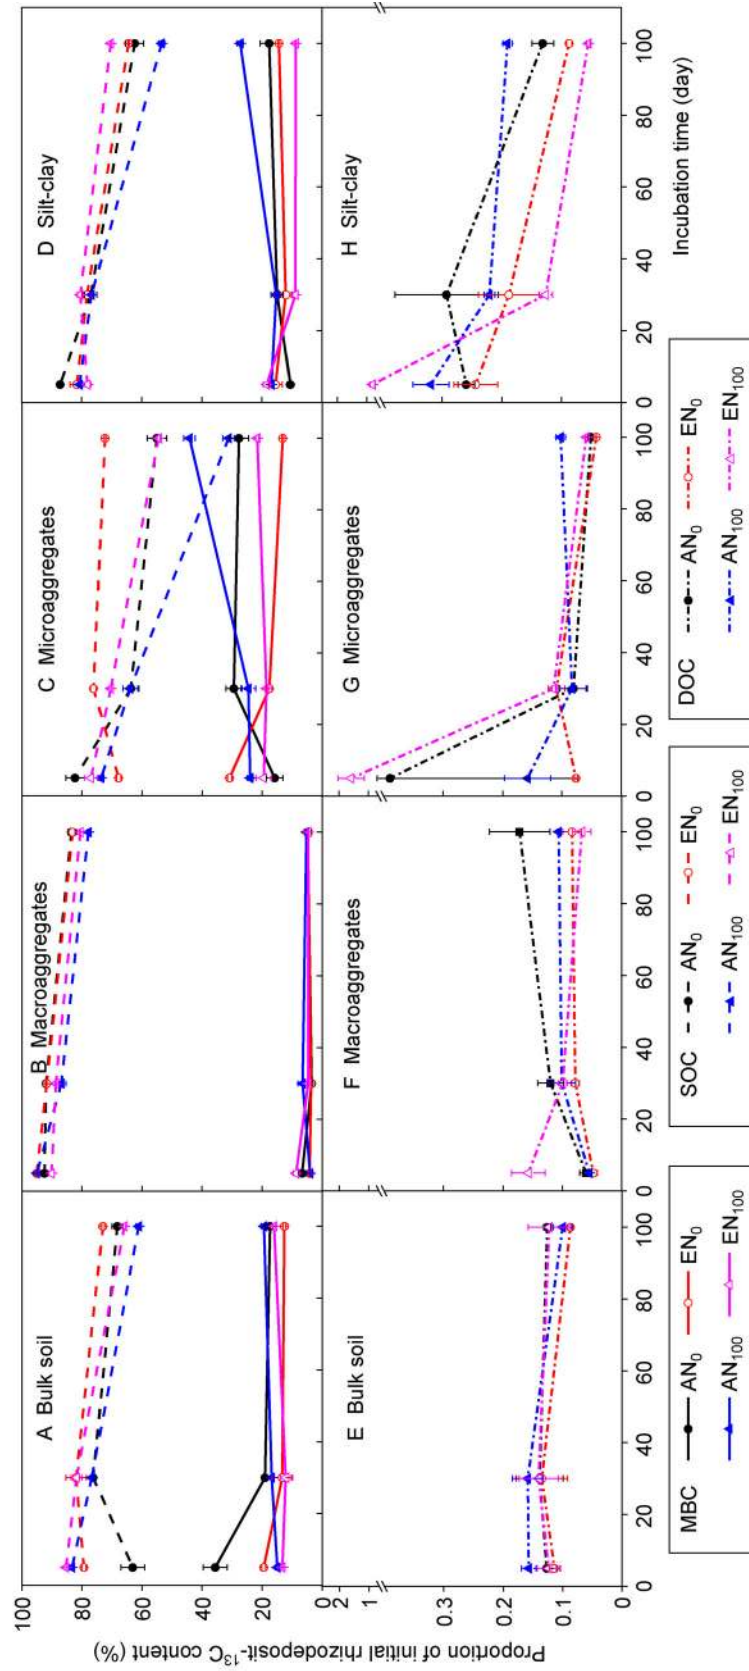 Proportion of initial rhizodeposit-¹³C content (%)
100
80
60
40
20
0
A Bulk soil
B Macroaggregates
C Microaggregates
D Silt-clay
2
1
0.3
0.2
0.1
0
E Bulk soil
F Macroaggregates
G Microaggregates
H Silt-clay
0 20 40 60 80 100
0 20 40 60 80 100
0 20 40 60 80 100
0 20 40 60 80 100
Incubation time (day)
MBC AN₀ EN₀
AN₁₀₀ EN₁₀₀
SOC AN₀ EN₀
AN₁₀₀ EN₁₀₀
DOC AN₀ EN₀
AN₁₀₀ EN₁₀₀